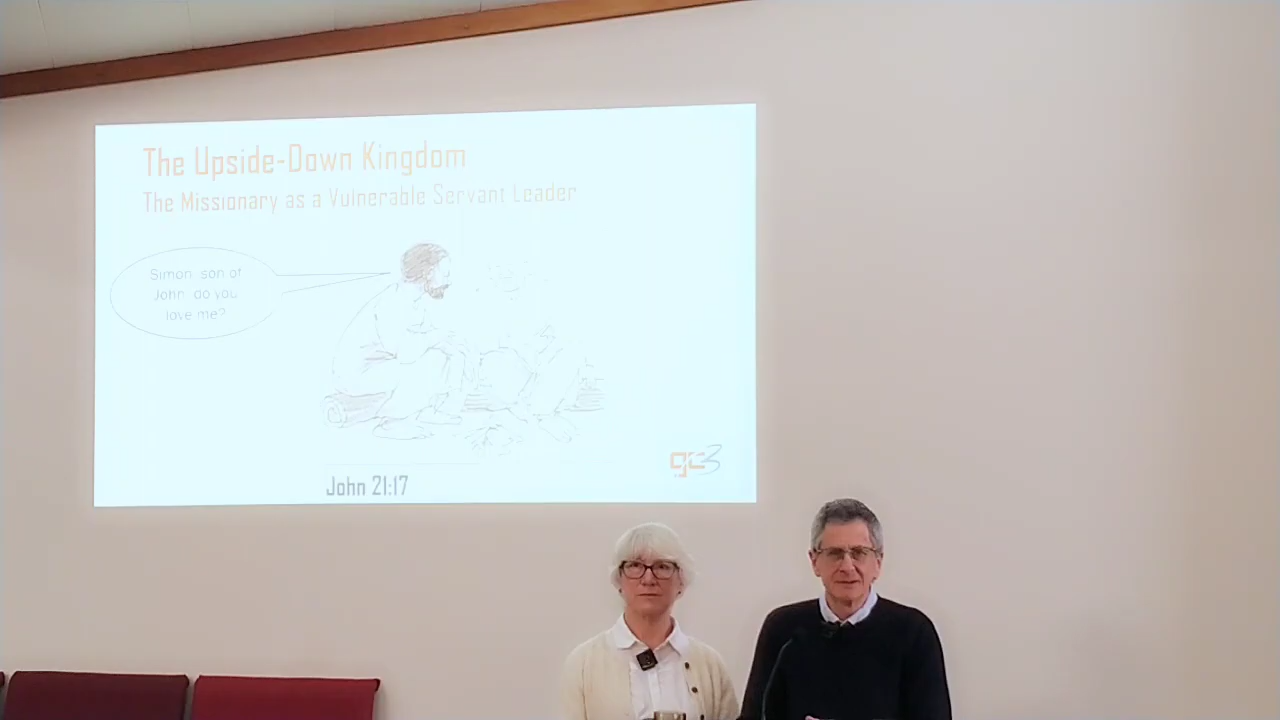 The Upside-Down Kingdom
The Missionary as a Vulnerable Servant Leader
Simon son of
John do you
love me?
gc3
John 21:17